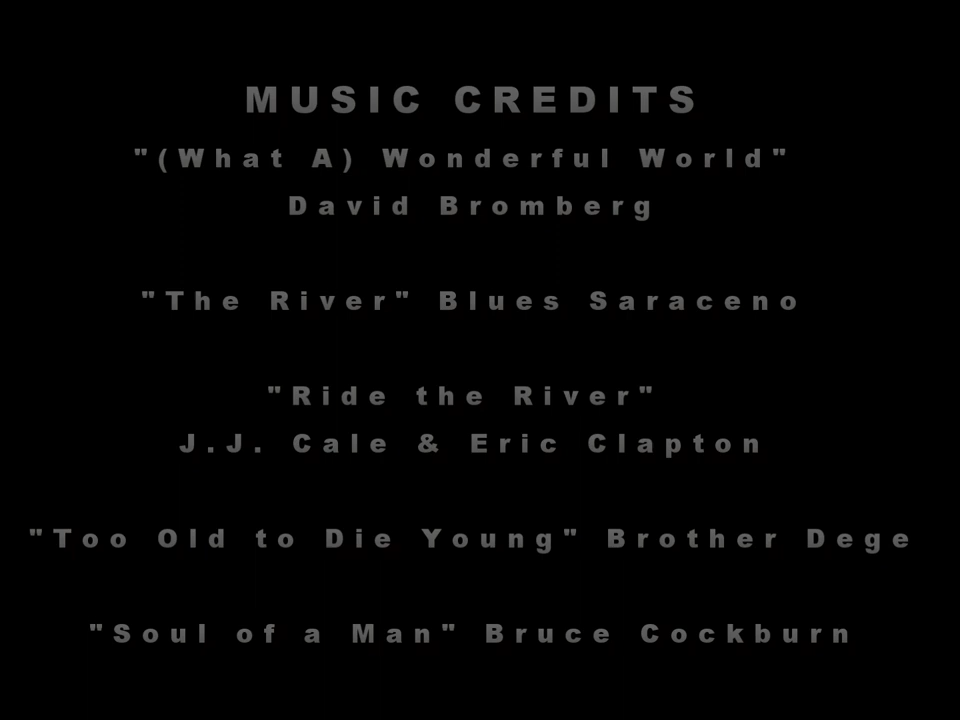 MUSIC CREDITS
"(What A) Wonderful World"
David Bromberg
"The River" Blues Saraceno
"Ride the River"
J.J. Cale & Eric Clapton
"Too Old to Die Young" Brother Dege
"Soul of a Man" Bruce Cockburn